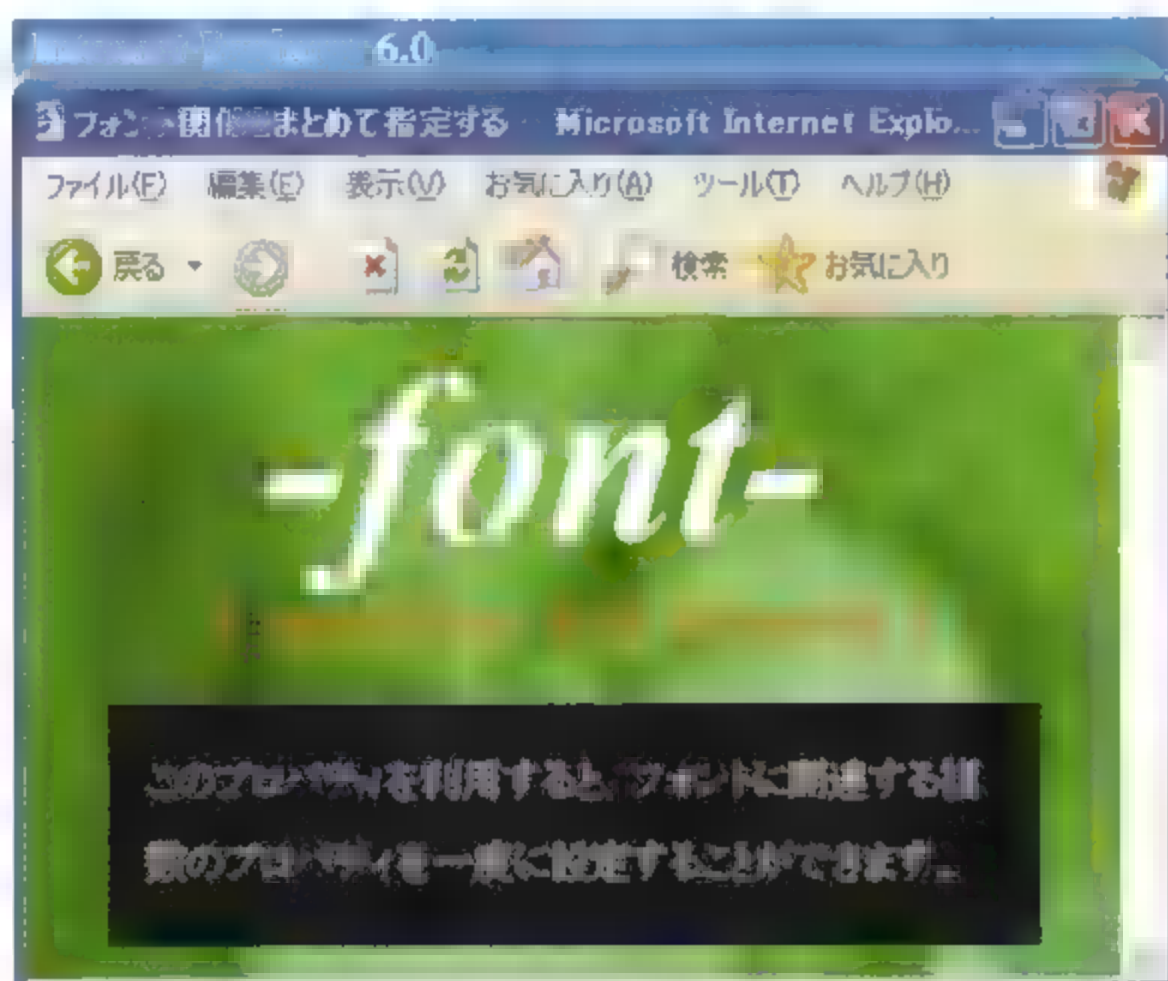 Internet Explorer 6.0
フォント関係をまとめて指定する Microsoft Internet Explo...
ファイル(F) 編集(E) 表示(V) お気に入り(A) ツール(T) ヘルプ(H)
戻る 検索 お気に入り
-font-
このプロパティを利用すると、フォントに関連する複
数のプロパティを一度に設定することができます。